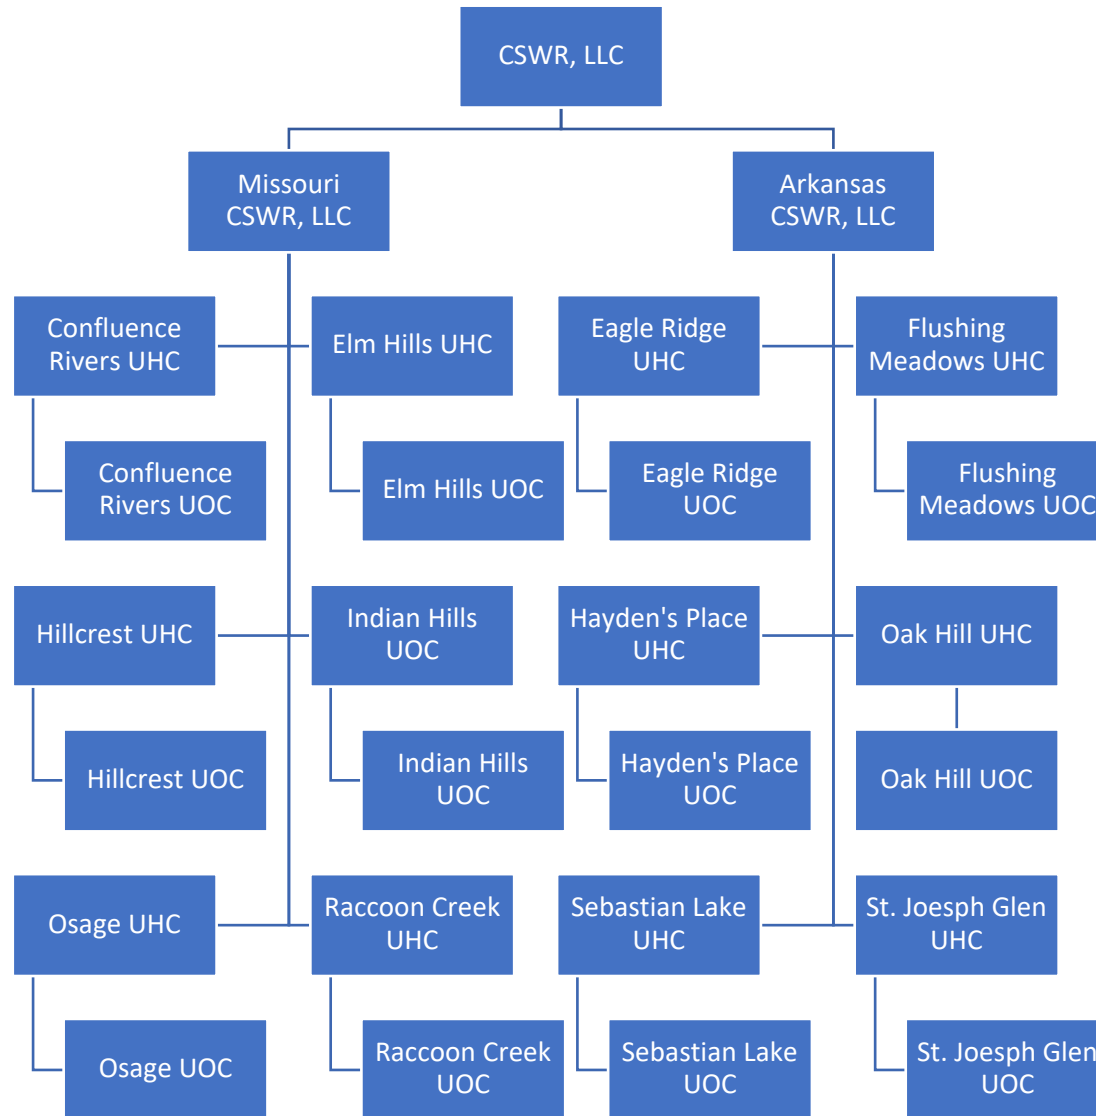 CSWR, LLC
Missouri
CSWR, LLC
Arkansas
CSWR, LLC
Confluence
Rivers UHC
Elm Hills UHC
Eagle Ridge
UHC
Flushing
Meadows UHC
Confluence
Rivers UOC
Elm Hills UOC
Eagle Ridge
UOC
Flushing
Meadows UOC
Hillcrest UHC
Indian Hills
UOC
Hayden's Place
UHC
Oak Hill UHC
Hillcrest UOC
Indian Hills
UOC
Hayden's Place
UOC
Oak Hill UOC
Osage UHC
Raccoon Creek
UHC
Sebastian Lake
UHC
St. Joesph Glen
UHC
Osage UOC
Raccoon Creek
UOC
Sebastian Lake
UOC
St. Joesph Glen
UOC